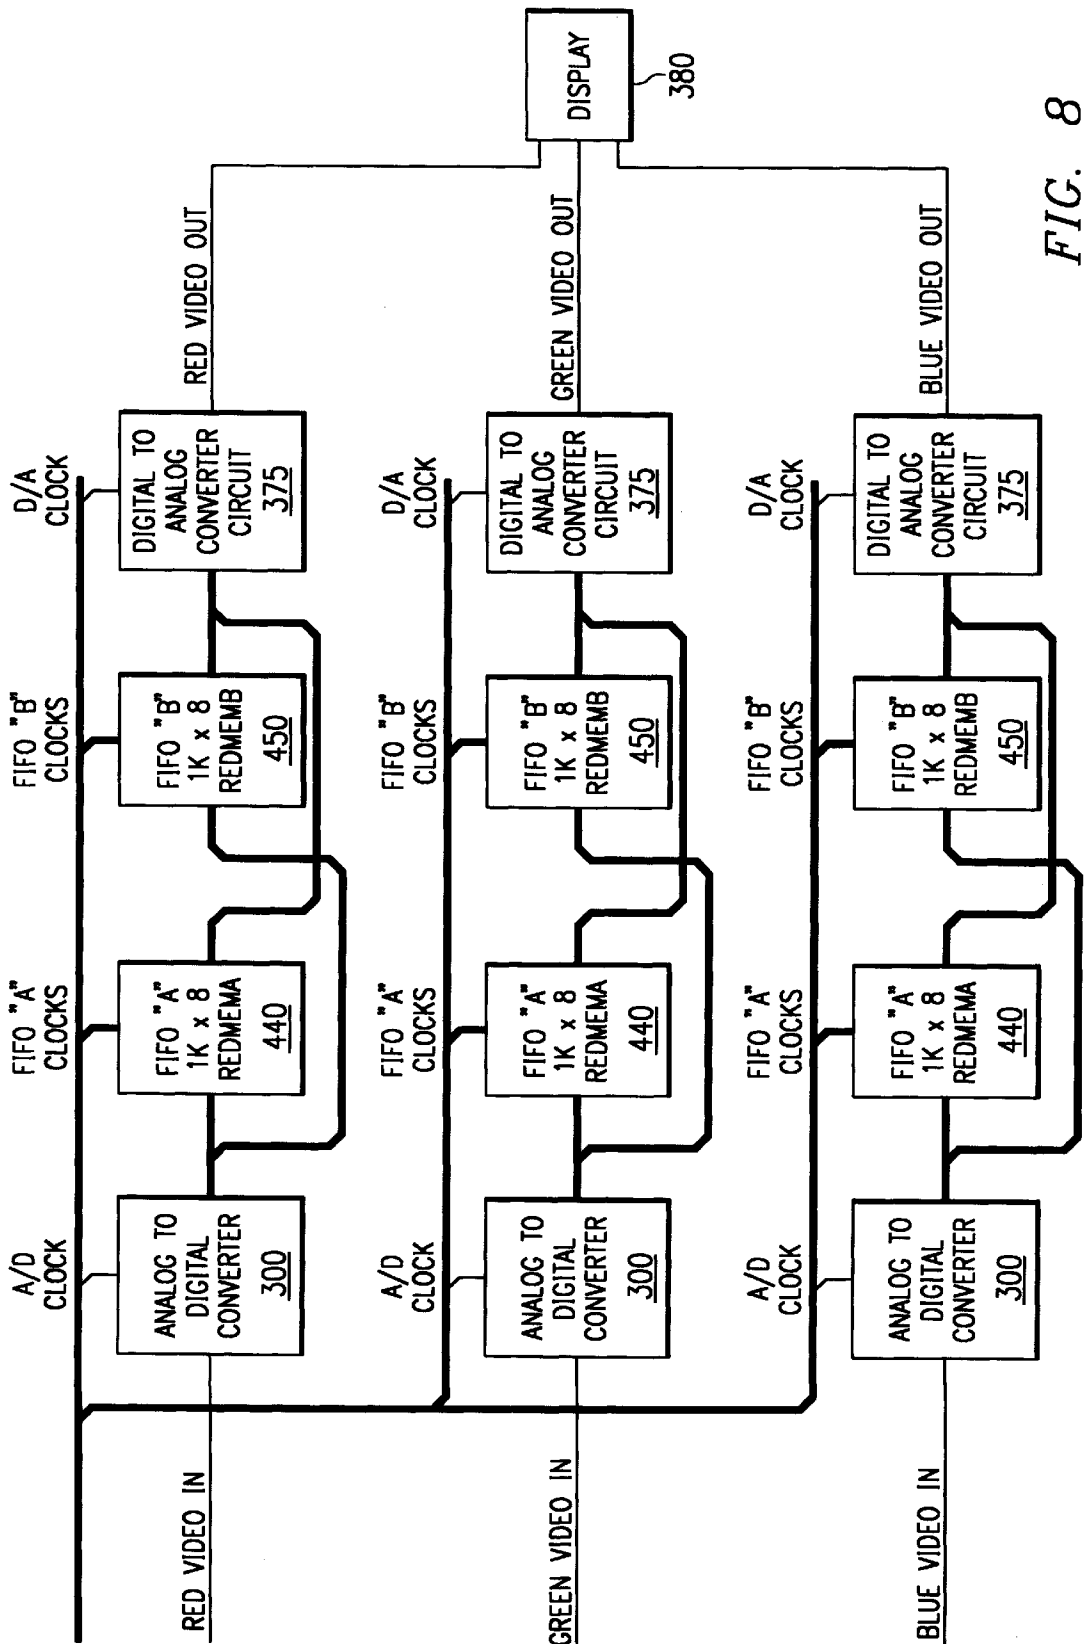 A/D
CLOCK
FIFO "A"
CLOCKS
FIFO "B"
CLOCKS
D/A
CLOCK
RED VIDEO IN
ANALOG TO
DIGITAL
CONVERTER
300
FIFO "A"
1K x 8
REDMEMA
440
FIFO "B"
1K x 8
REDMEMB
450
DIGITAL TO
ANALOG
CONVERTER
CIRCUIT
375
RED VIDEO OUT
A/D
CLOCK
FIFO "A"
CLOCKS
FIFO "B"
CLOCKS
D/A
CLOCK
GREEN VIDEO IN
ANALOG TO
DIGITAL
CONVERTER
300
FIFO "A"
1K x 8
REDMEMA
440
FIFO "B"
1K x 8
REDMEMB
450
DIGITAL TO
ANALOG
CONVERTER
CIRCUIT
375
GREEN VIDEO OUT
DISPLAY
380
A/D
CLOCK
FIFO "A"
CLOCKS
FIFO "B"
CLOCKS
D/A
CLOCK
BLUE VIDEO IN
ANALOG TO
DIGITAL
CONVERTER
300
FIFO "A"
1K x 8
REDMEMA
440
FIFO "B"
1K x 8
REDMEMB
450
DIGITAL TO
ANALOG
CONVERTER
CIRCUIT
375
BLUE VIDEO OUT
FIG. 8